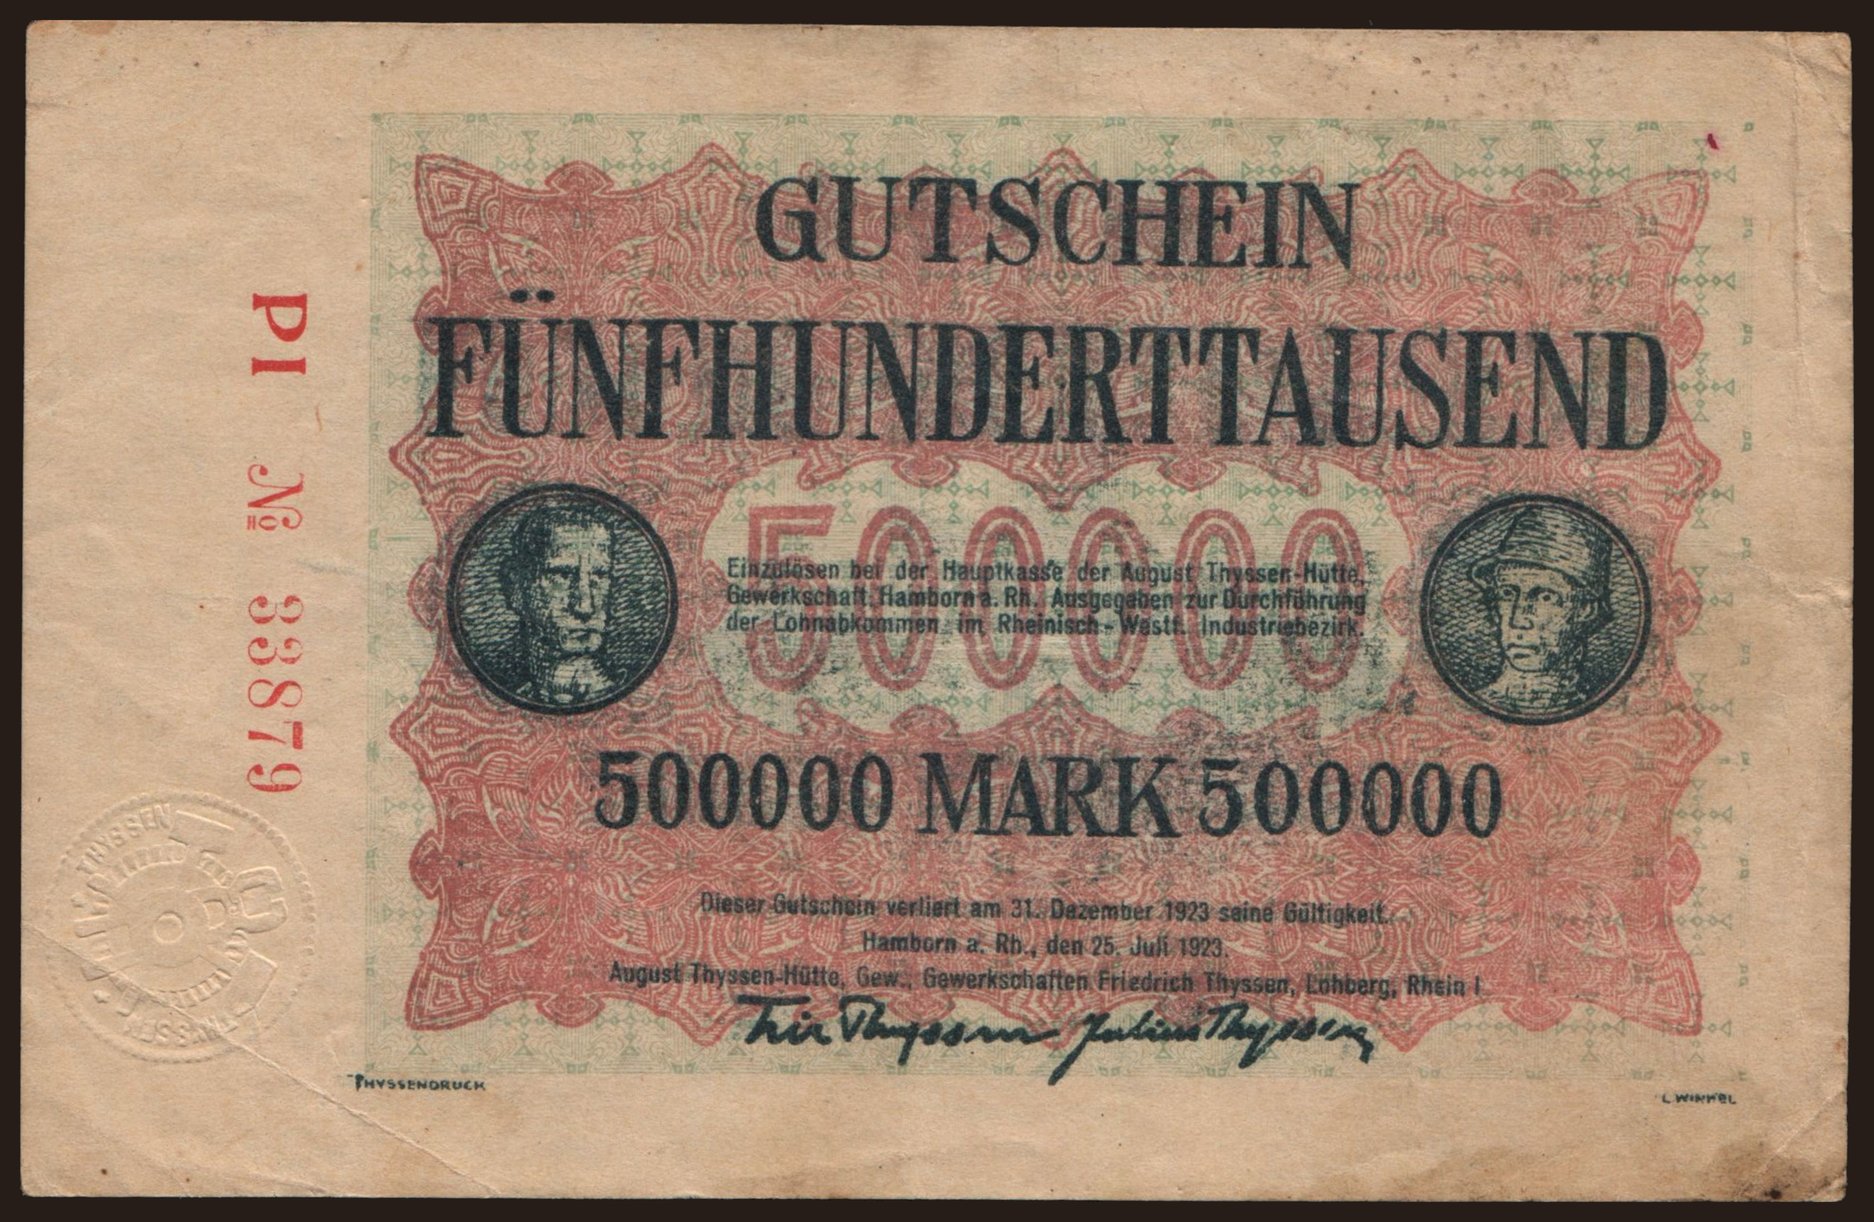 GUTSCHEIN
FÜNFHUNDERTTAUSEND
500000
Einzulösen bei der Hauptkasse der August Thyssen-Hütte,
Gewerkschaft, Hamborn a. Rh. Ausgegeben zur Durchführung
der Lohnabkommen im Rheinisch-Westf. Industriebezirk.
500000 MARK 500000
Dieser Gutschein verliert am 31. Dezember 1923 seine Gültigkeit.
Hamborn a. Rh., den 25. Juli 1923.
August Thyssen-Hütte, Gew., Gewerkschaften Friedrich Thyssen, Lohberg, Rhein I
Fritz Thyssen Julius Thyssen
THYSSENDRUCK
L WINKEL
PI № 33879
THYSSEN
THYSSEN